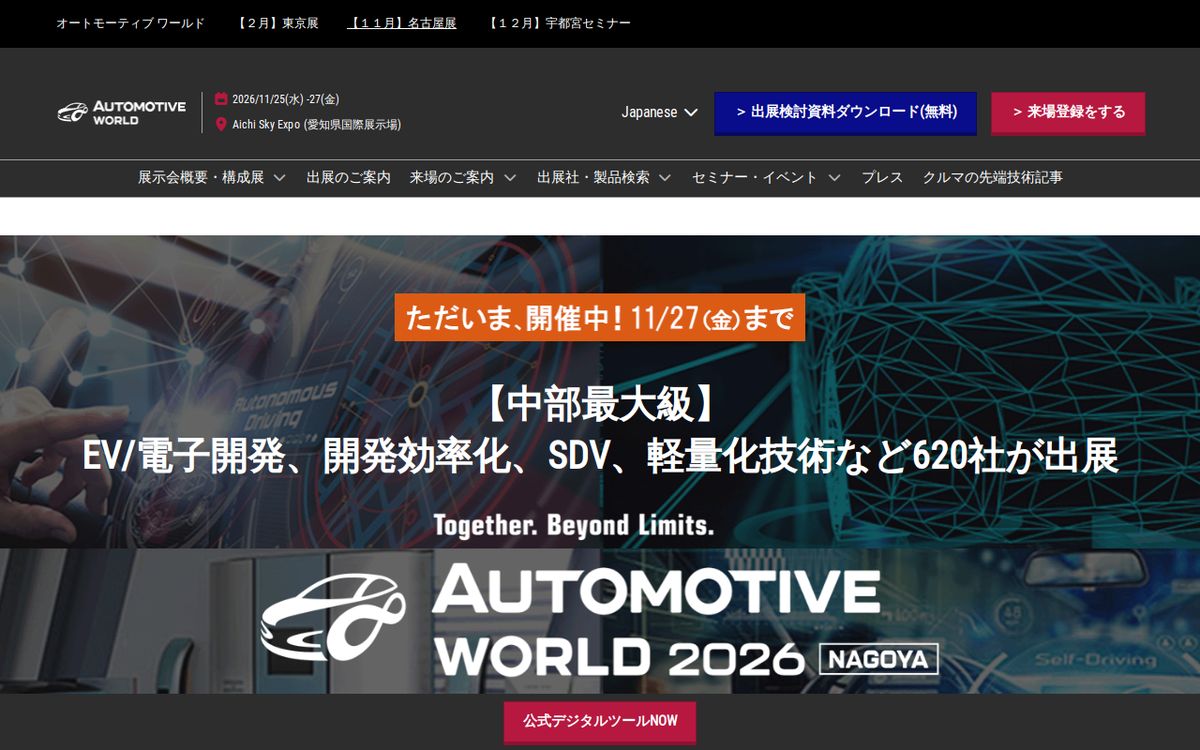 オートモーティブ ワールド 【２月】東京展 【１１月】名古屋展 【１２月】宇都宮セミナー
AUTOMOTIVE WORLD
2026/11/25(水) -27(金)
Aichi Sky Expo (愛知県国際展示場)
Japanese
＞出展検討資料ダウンロード(無料)
＞来場登録をする
展示会概要・構成展 出展のご案内 来場のご案内 出展社・製品検索 セミナー・イベント プレス クルマの先端技術記事
ただいま、開催中！11/27(金)まで
Autonomous
Driving
【中部最大級】
EV/電子開発、開発効率化、SDV、軽量化技術など620社が出展
Together. Beyond Limits.
AUTOMOTIVE
WORLD 2026 NAGOYA
Self-Driving
公式デジタルツールNOW